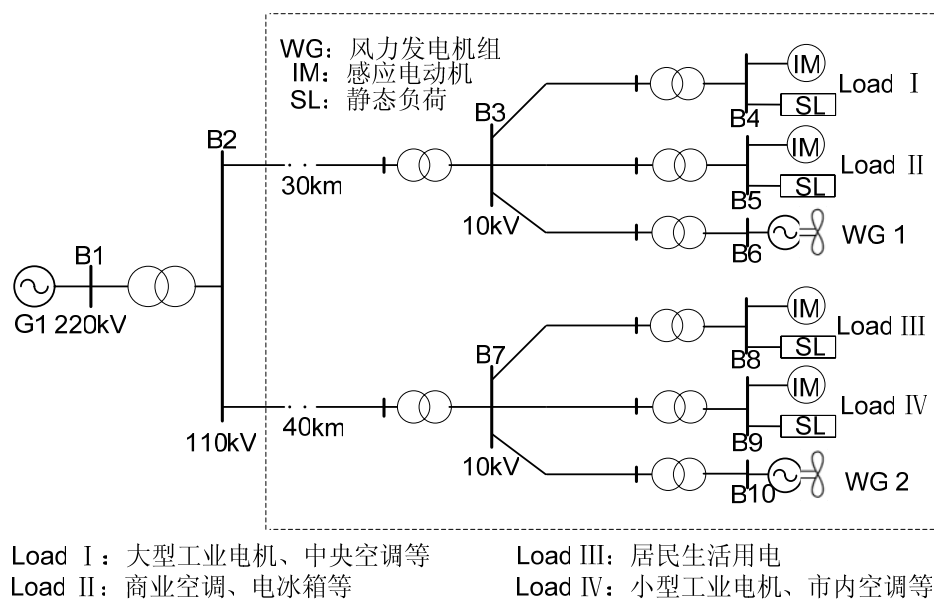 WG：风力发电机组
IM：感应电动机
SL：静态负荷
B1
G1 220kV
B2
110kV
30km
40km
B3
10kV
IM
SL
B4
Load Ⅰ
IM
SL
B5
Load Ⅱ
B6
WG 1
B7
10kV
IM
SL
B8
Load Ⅲ
IM
SL
B9
Load Ⅳ
B10
WG 2
Load Ⅰ：大型工业电机、中央空调等
Load Ⅲ：居民生活用电
Load Ⅱ：商业空调、电冰箱等
Load Ⅳ：小型工业电机、市内空调等